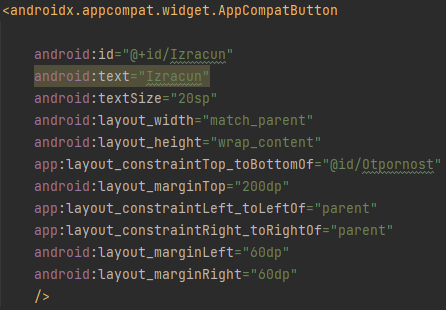 <androidx.appcompat.widget.AppCompatButton
android:id="@+id/Izracun"
android:text="Izracun"
android:textSize="20sp"
android:layout_width="match_parent"
android:layout_height="wrap_content"
app:layout_constraintTop_toBottomOf="@id/Otpornost"
android:layout_marginTop="200dp"
app:layout_constraintLeft_toLeftOf="parent"
app:layout_constraintRight_toRightOf="parent"
android:layout_marginLeft="60dp"
android:layout_marginRight="60dp"
/>